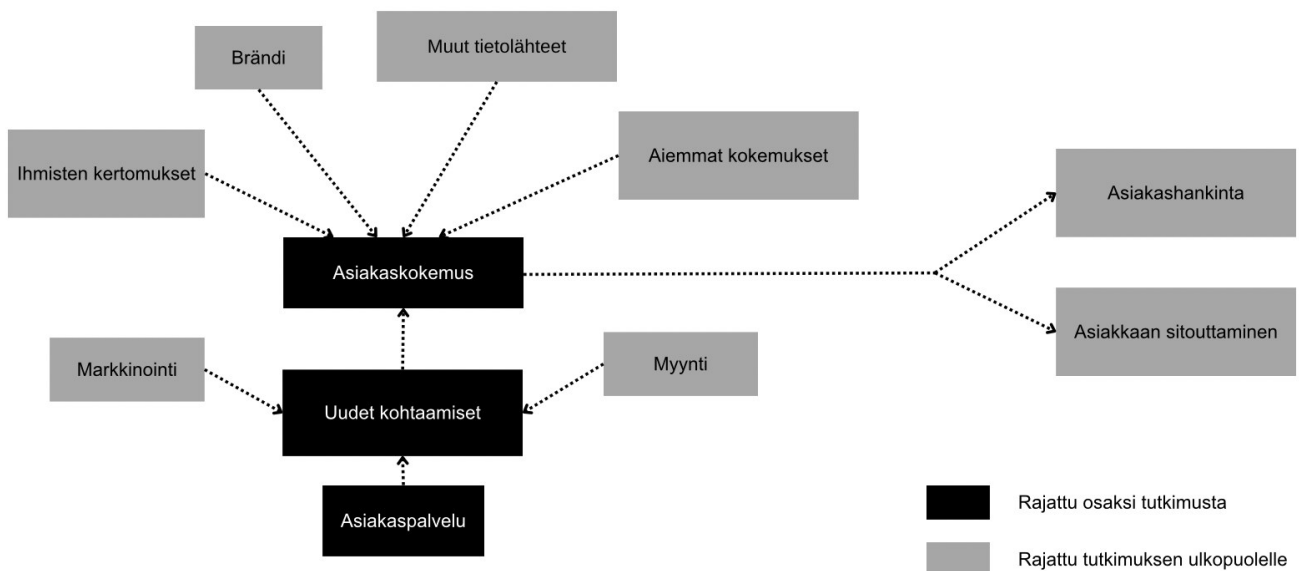 Brändi
Muut tietolähteet
Ihmisten kertomukset
Aiemmat kokemukset
Asiakashankinta
Asiakaskokemus
Asiakkaan sitouttaminen
Markkinointi
Myynti
Uudet kohtaamiset
Asiakaspalvelu
Rajattu osaksi tutkimusta
Rajattu tutkimuksen ulkopuolelle